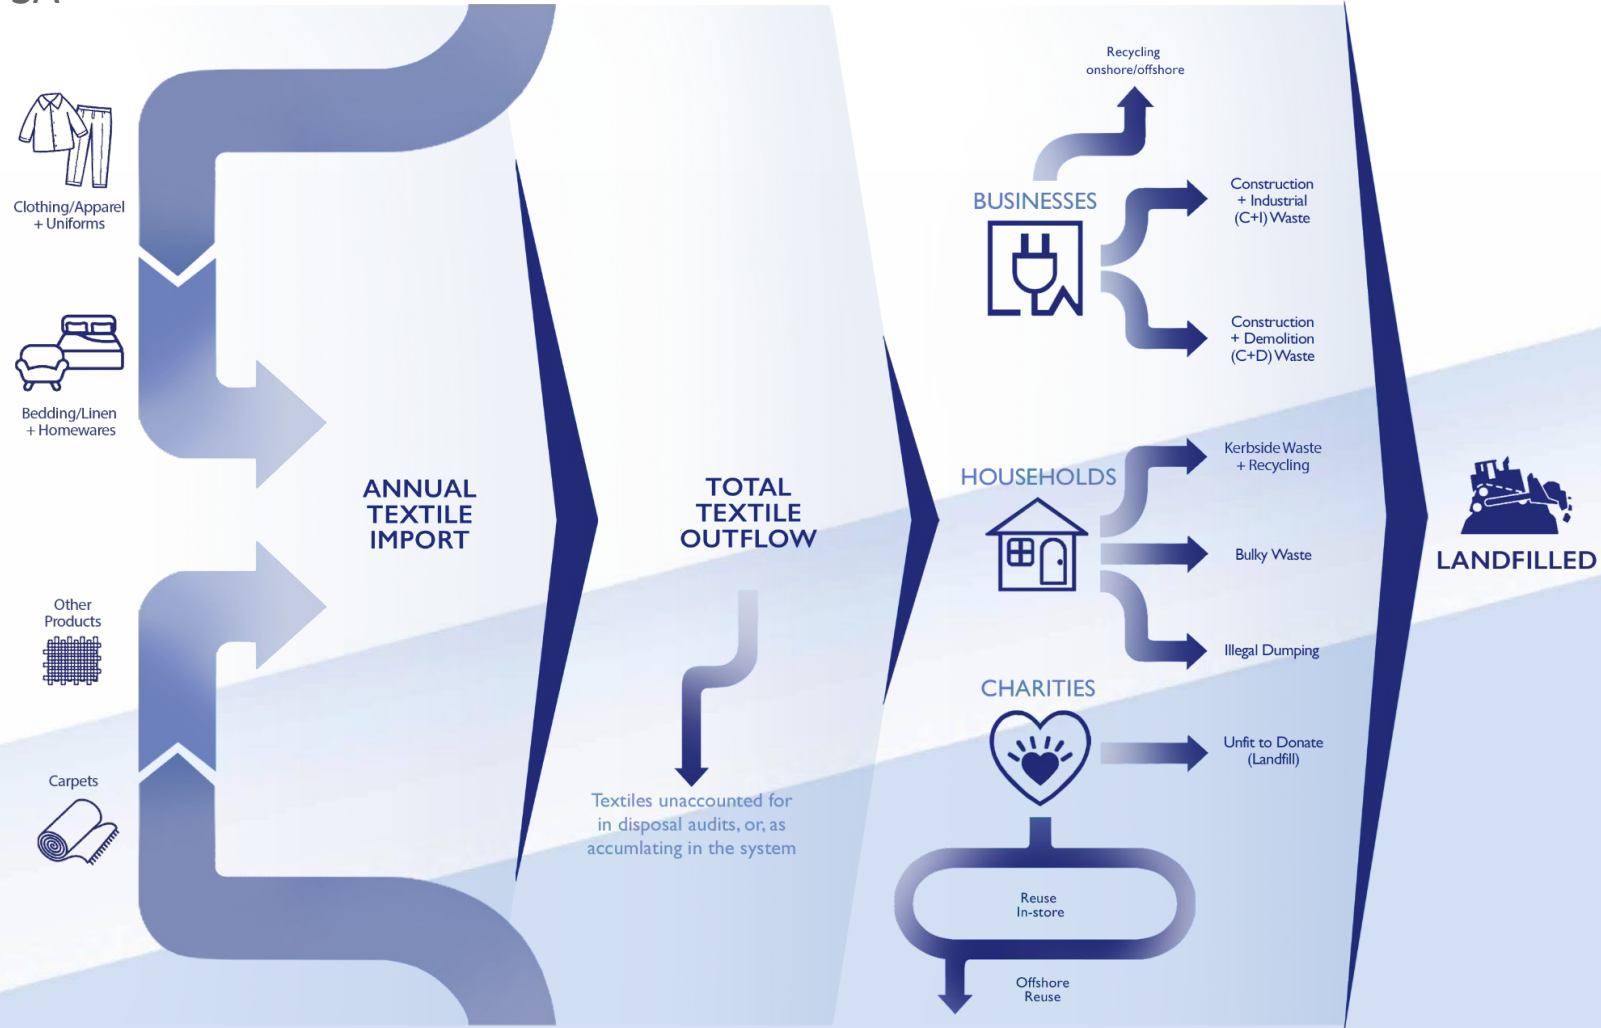 Clothing/Apparel
+ Uniforms
Bedding/Linen
+ Homewares
Other
Products
Carpets
ANNUAL
TEXTILE
IMPORT
TOTAL
TEXTILE
OUTFLOW
Textiles unaccounted for
in disposal audits, or, as
accumlating in the system
Recycling
onshore/offshore
BUSINESSES
Construction
+ Industrial
(C+I) Waste
Construction
+ Demolition
(C+D) Waste
HOUSEHOLDS
Kerbside Waste
+ Recycling
Bulky Waste
Illegal Dumping
CHARITIES
Unfit to Donate
(Landfill)
Reuse
In-store
Offshore
Reuse
LANDFILLED